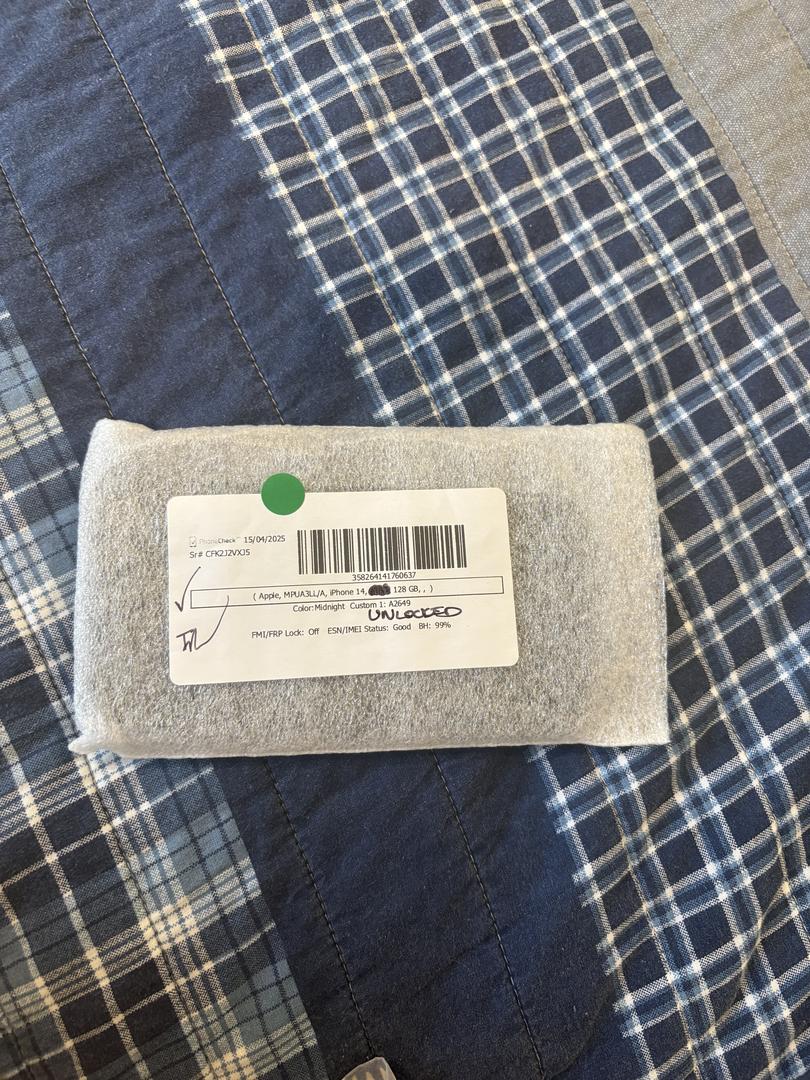 PhoneCheck™ 15/04/2025
Sr# CFK2J2VXJ5
358264141760637
( Apple, MPUA3LL/A, iPhone 14, 128 GB, , )
Color:Midnight Custom 1: A2649
UNLOCKED
FMI/FRP Lock: Off ESN/IMEI Status: Good BH: 99%